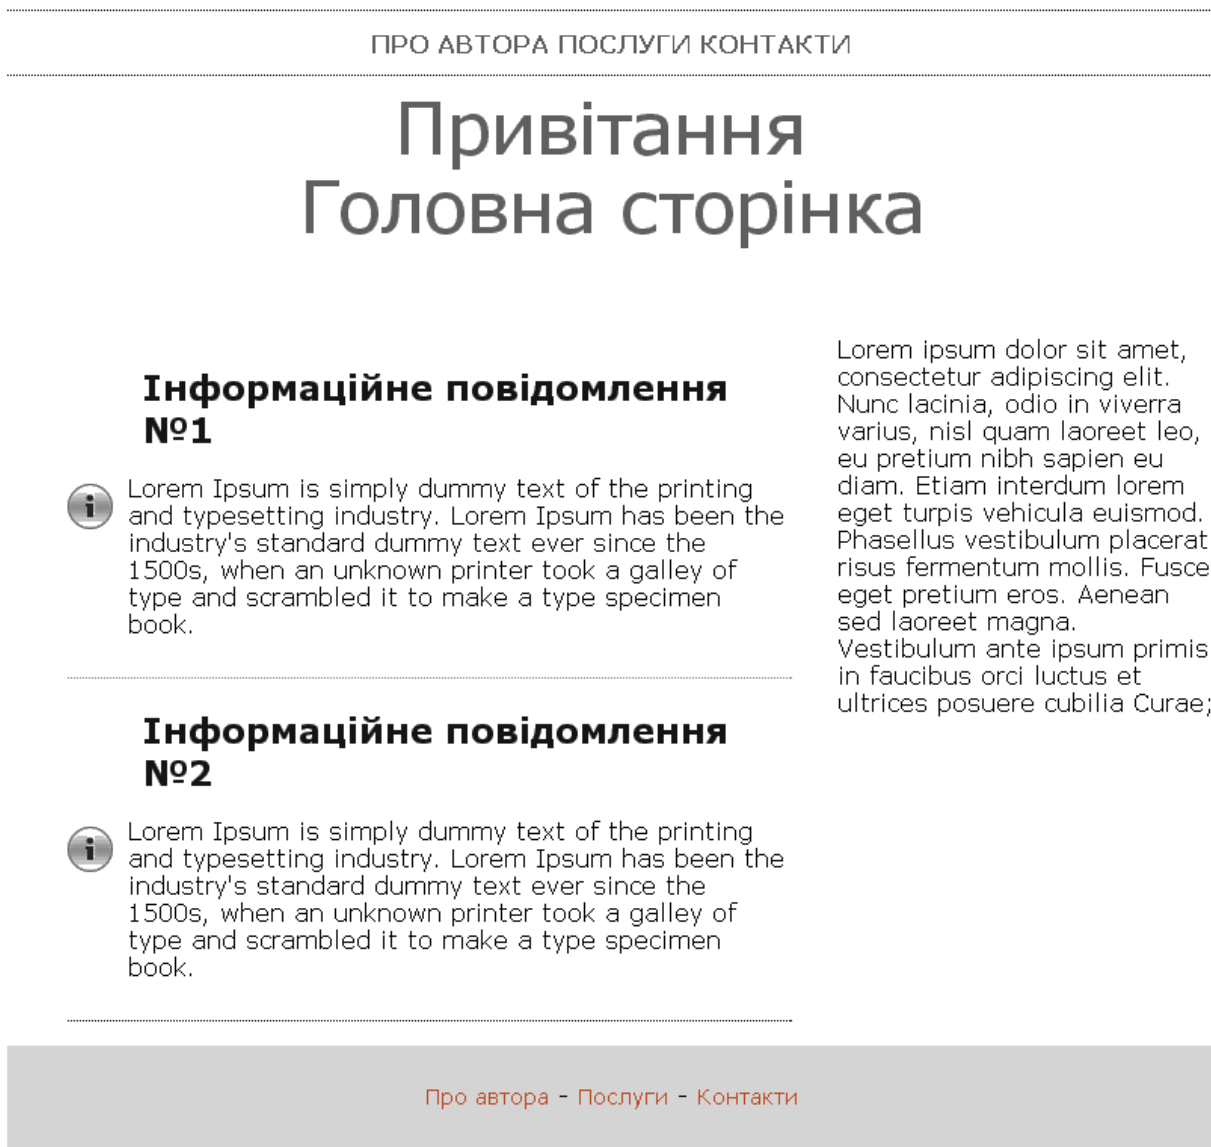 ПРО АВТОРА ПОСЛУГИ КОНТАКТИ
Привітання
Головна сторінка
Інформаційне повідомлення
№1
Lorem Ipsum is simply dummy text of the printing
and typesetting industry. Lorem Ipsum has been the
industry's standard dummy text ever since the
1500s, when an unknown printer took a galley of
type and scrambled it to make a type specimen
book.
Інформаційне повідомлення
№2
Lorem Ipsum is simply dummy text of the printing
and typesetting industry. Lorem Ipsum has been the
industry's standard dummy text ever since the
1500s, when an unknown printer took a galley of
type and scrambled it to make a type specimen
book.
Lorem ipsum dolor sit amet,
consectetur adipiscing elit.
Nunc lacinia, odio in viverra
varius, nisl quam laoreet leo,
eu pretium nibh sapien eu
diam. Etiam interdum lorem
eget turpis vehicula euismod.
Phasellus vestibulum placerat
risus fermentum mollis. Fusce
eget pretium eros. Aenean
sed laoreet magna.
Vestibulum ante ipsum primis
in faucibus orci luctus et
ultrices posuere cubilia Curae;
Про автора - Послуги - Контакти